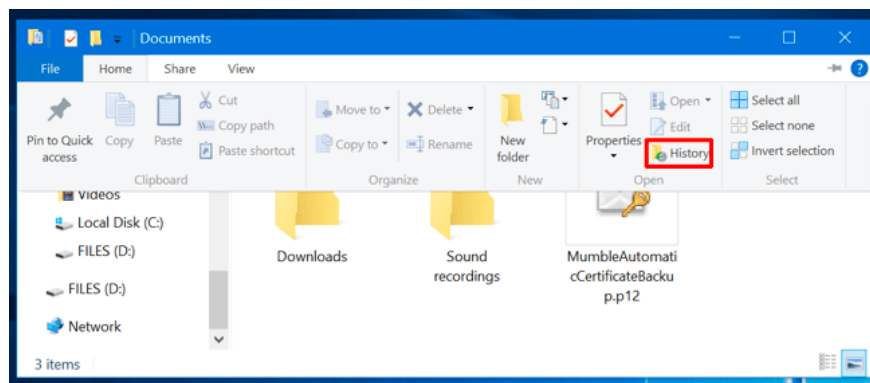 Documents
File Home Share View
Pin to Quick access
Copy
Paste
Cut
Copy path
Paste shortcut
Clipboard
Move to
Copy to
Delete
Rename
Organize
New folder
New
Properties
Open
Edit
History
Open
Select all
Select none
Invert selection
Select
Videos
Local Disk (C:)
FILES (D:)
FILES (D:)
Network
Downloads
Sound
recordings
MumbleAutomati
cCertificateBacku
p.p12
3 items